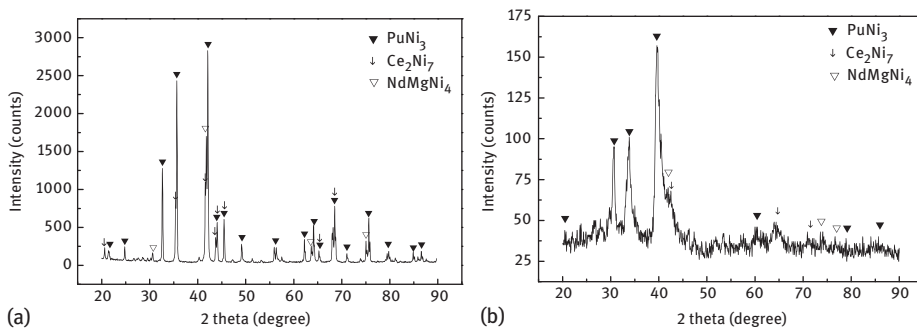 3000
2500
2000
1500
1000
500
0
Intensity (counts)
▼ PuNi₃
↓ Ce₂Ni₇
▽ NdMgNi₄
20 30 40 50 60 70 80 90
2 theta (degree)
(a)
175
150
125
100
75
50
25
Intensity (counts)
▼ PuNi₃
↓ Ce₂Ni₇
▽ NdMgNi₄
20 30 40 50 60 70 80 90
2 theta (degree)
(b)